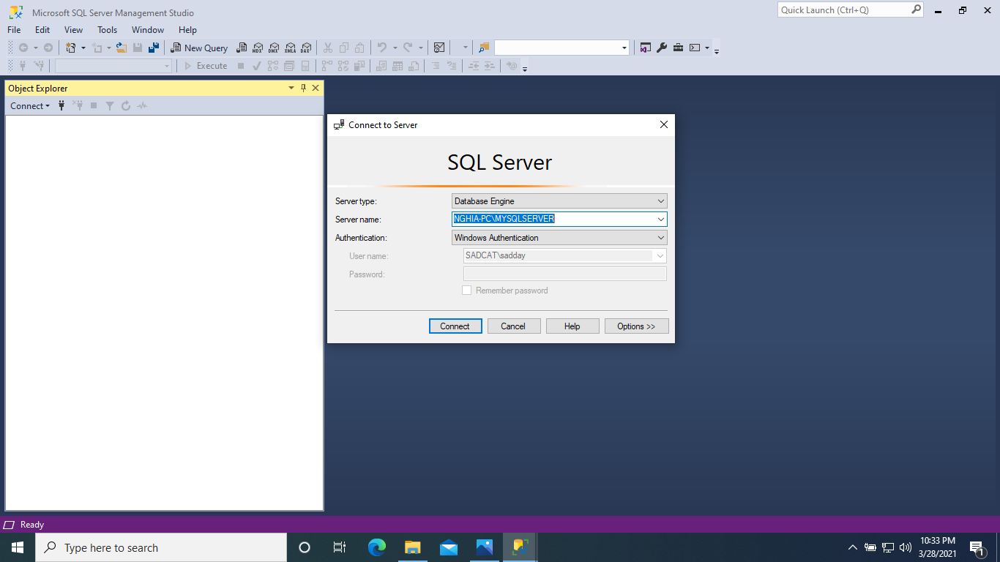 Microsoft SQL Server Management Studio
Quick Launch (Ctrl+Q)
File Edit View Tools Window Help
New Query MDX DMX XMLA DAX
Execute
Object Explorer
Connect
Connect to Server
SQL Server
Server type: Database Engine
Server name: NGHIA-PC\MYSQLSERVER
Authentication: Windows Authentication
User name: SADCAT\sadday
Password:
Remember password
Connect Cancel Help Options >>
Ready
Type here to search
10:33 PM
3/28/2021
1